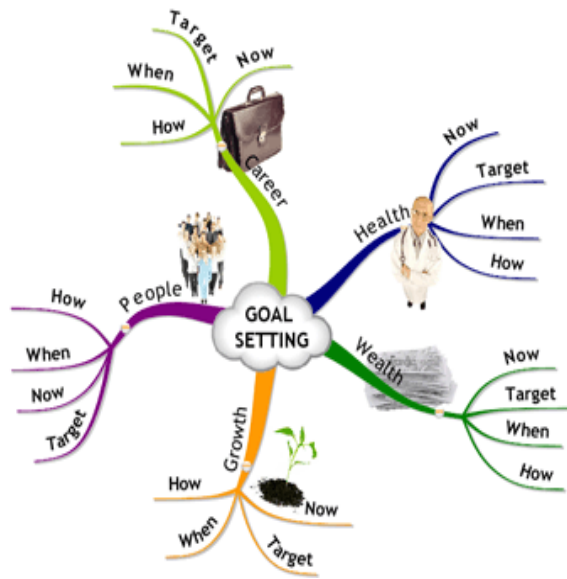 GOAL
SETTING
Career
Target
When
How
Now
Health
Now
Target
When
How
Wealth
Now
Target
When
How
Growth
How
When
Now
Target
People
How
When
Now
Target